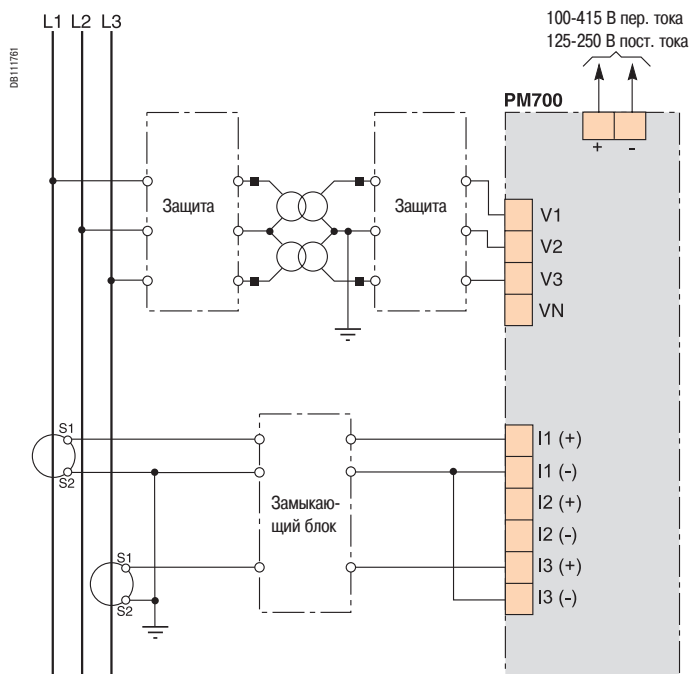 100-415 В пер. тока
125-250 В пост. тока
L1 L2 L3
DB111761
PM700
+ -
Защита
Защита
V1
V2
V3
VN
S1
S2
S1
S2
Замыкаю-
щий блок
I1 (+)
I1 (-)
I2 (+)
I2 (-)
I3 (+)
I3 (-)